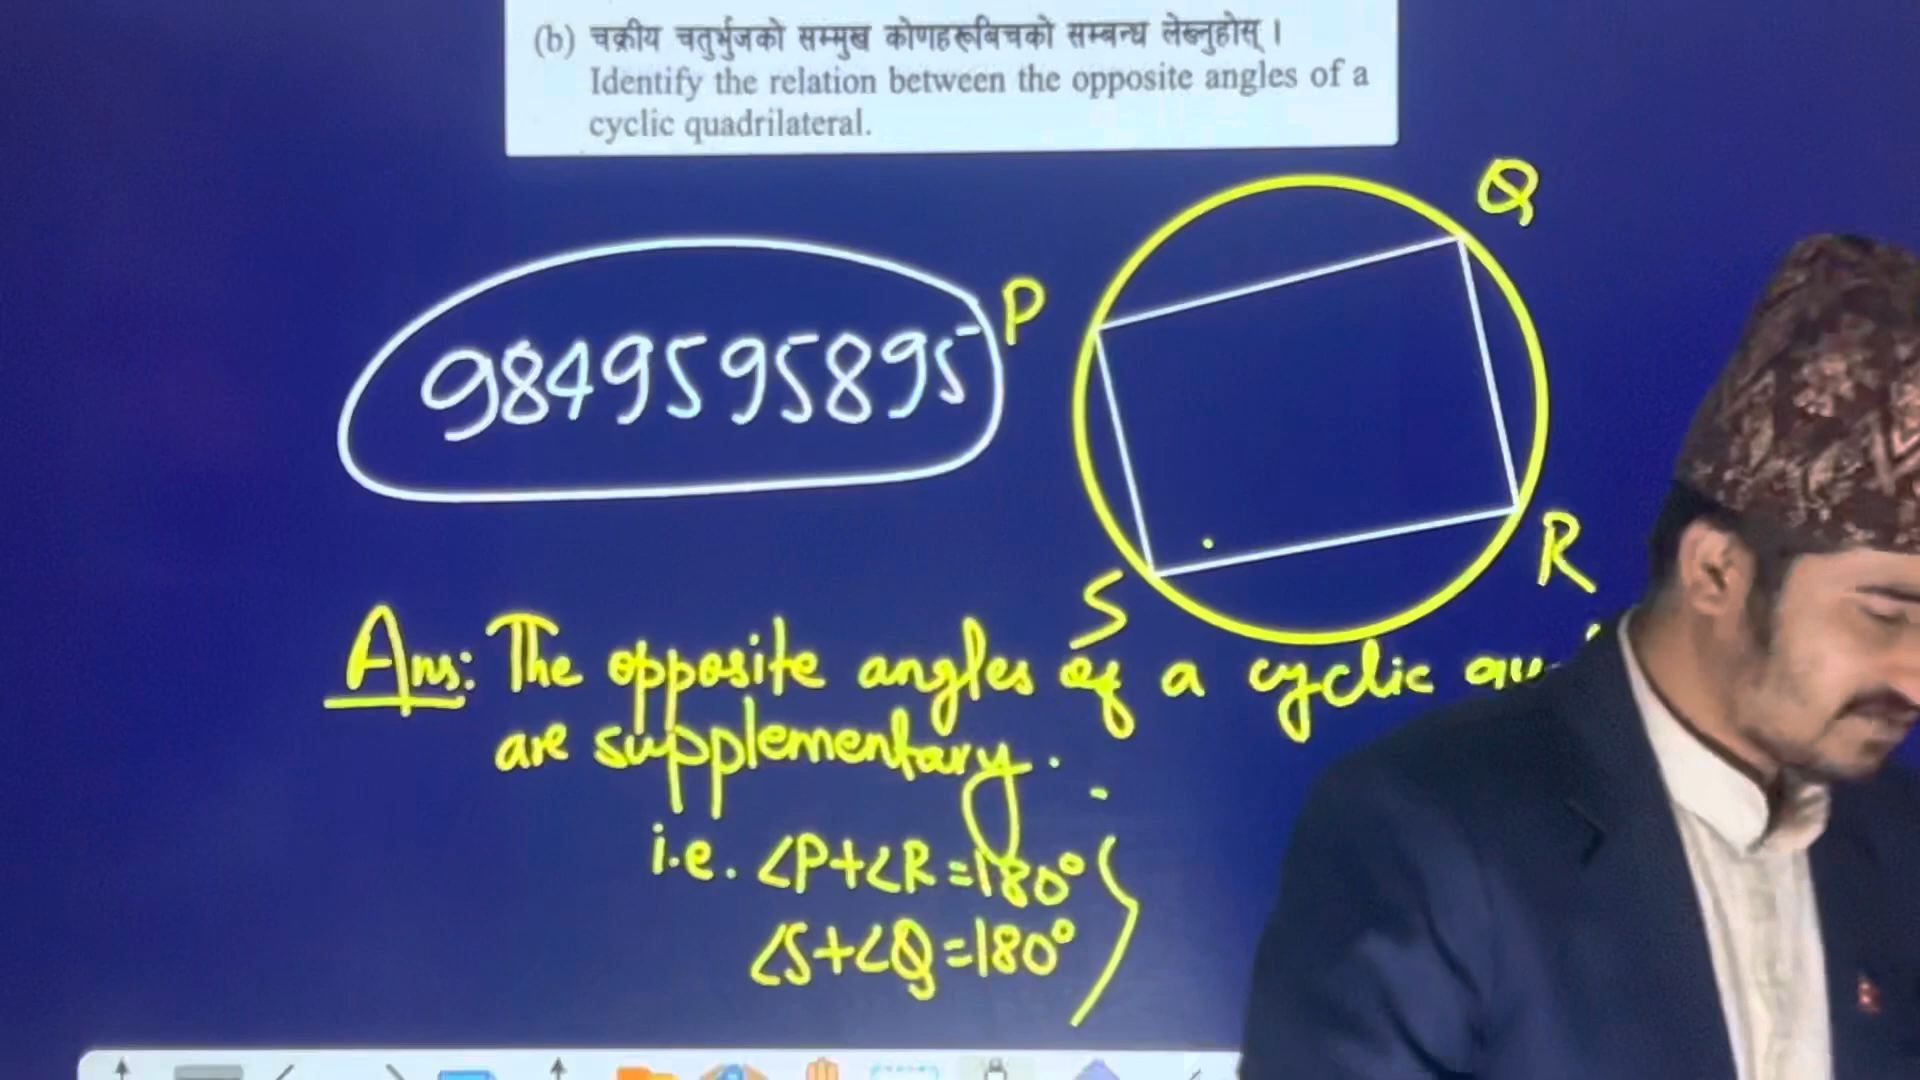 (b) चक्रीय चतुर्भुजको सम्मुख कोणहरूबिचको सम्बन्ध लेख्नुहोस् ।
Identify the relation between the opposite angles of a
cyclic quadrilateral.
Q
P
9849595895
R
S
Ans: The opposite angles of a cyclic
are supplementary.
i.e. ∠P+∠R=180°
∠S+∠Q=180°